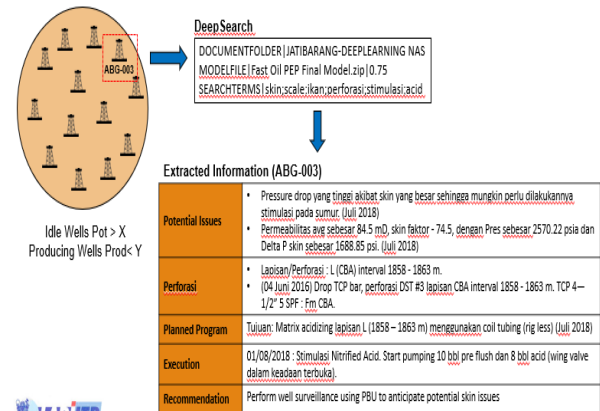 DeepSearch
DOCUMENTFOLDER|JATIBARANG-DEEPLEARNING NAS
MODELFILE|Fast Oil PEP Final Model.zip|0.75
SEARCHTERMS|skin;scale;ikan;perforasi;stimulasi;acid
ABG-003
Idle Wells Pot > X
Producing Wells Prod< Y
Extracted Information (ABG-003)
Potential Issues
• Pressure drop yang tinggi akibat skin yang besar sehingga mungkin perlu dilakukannya
stimulasi pada sumur. (Juli 2018)
• Permeabilitas avg sebesar 84.5 mD, skin faktor - 74.5, dengan Pres sebesar 2570.22 psia dan
Delta P skin sebesar 1688.85 psi. (Juli 2018)
Perforasi
• Lapisan/Perforasi : L (CBA) interval 1858 - 1863 m.
• (04 Juni 2016) Drop TCP bar, perforasi DST #3 lapisan CBA interval 1858 - 1863 m. TCP 4—
1/2” 5 SPF : Fm CBA.
Planned Program
Tujuan: Matrix acidizing lapisan L (1858 – 1863 m) menggunakan coil tubing (rig less) (Juli 2018)
Execution
01/08/2018 : Stimulasi Nitrified Acid. Start pumping 10 bbl pre flush dan 8 bbl acid (wing valve
dalam keadaan terbuka).
Recommendation
Perform well surveillance using PBU to anticipate potential skin issues